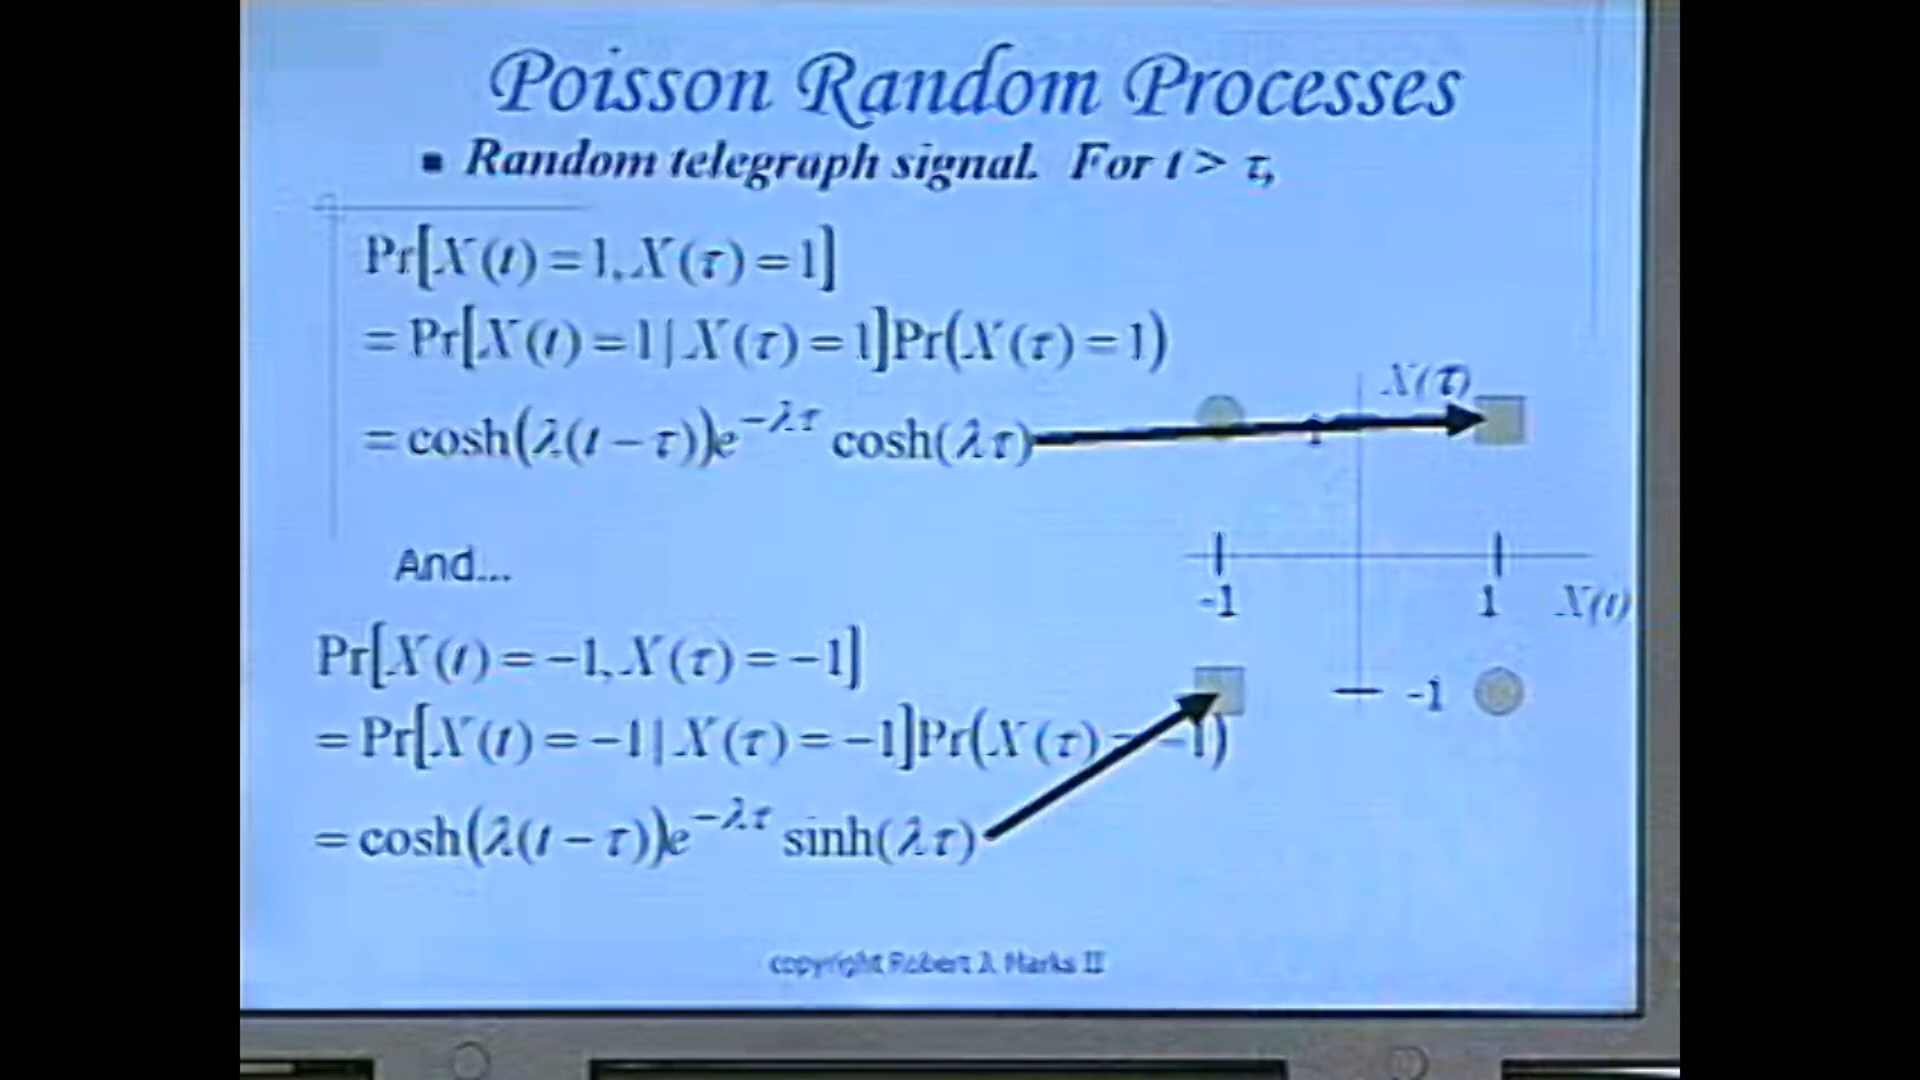 Poisson Random Processes
▪ Random telegraph signal. For t > τ,
Pr[X(t) = 1, X(τ) = 1]
= Pr[X(t) = 1 | X(τ) = 1]Pr(X(τ) = 1)
= cosh(λ(t − τ))e^{−λτ} cosh(λτ)
X(τ)
1
And...
-1
1
X(t)
Pr[X(t) = −1, X(τ) = −1]
-1
= Pr[X(t) = −1 | X(τ) = −1]Pr(X(τ) = −1)
= cosh(λ(t − τ))e^{−λτ} sinh(λτ)
copyright Robert J. Marks II